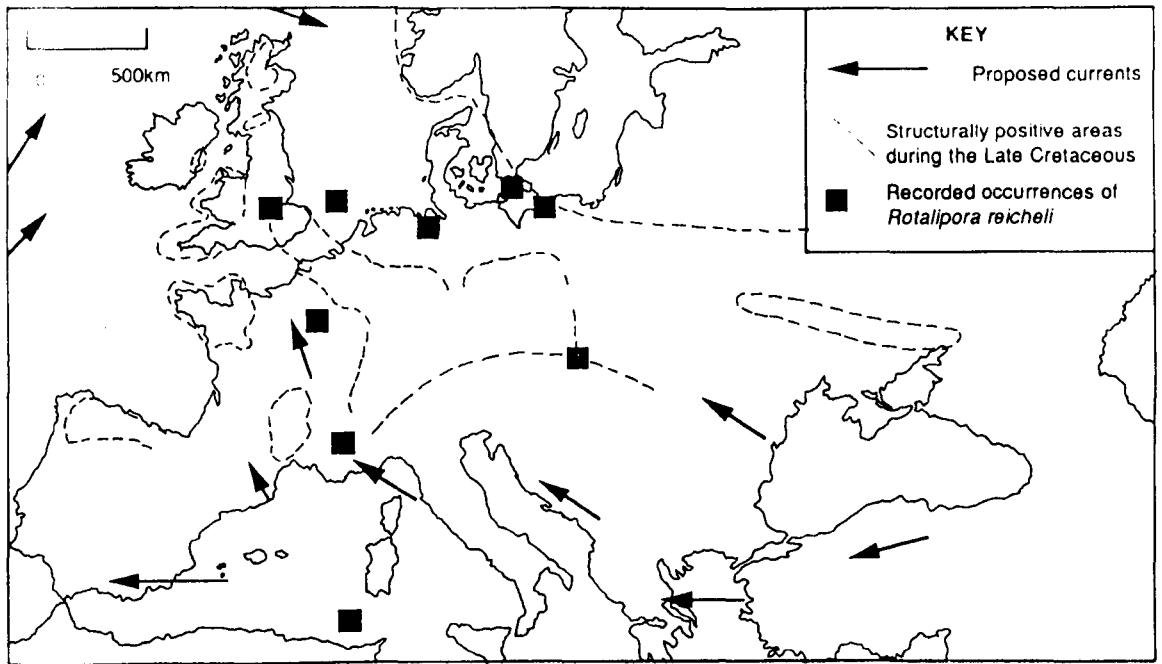 500km
KEY
Proposed currents
Structurally positive areas
during the Late Cretaceous
Recorded occurrences of
Rotalipora reicheli